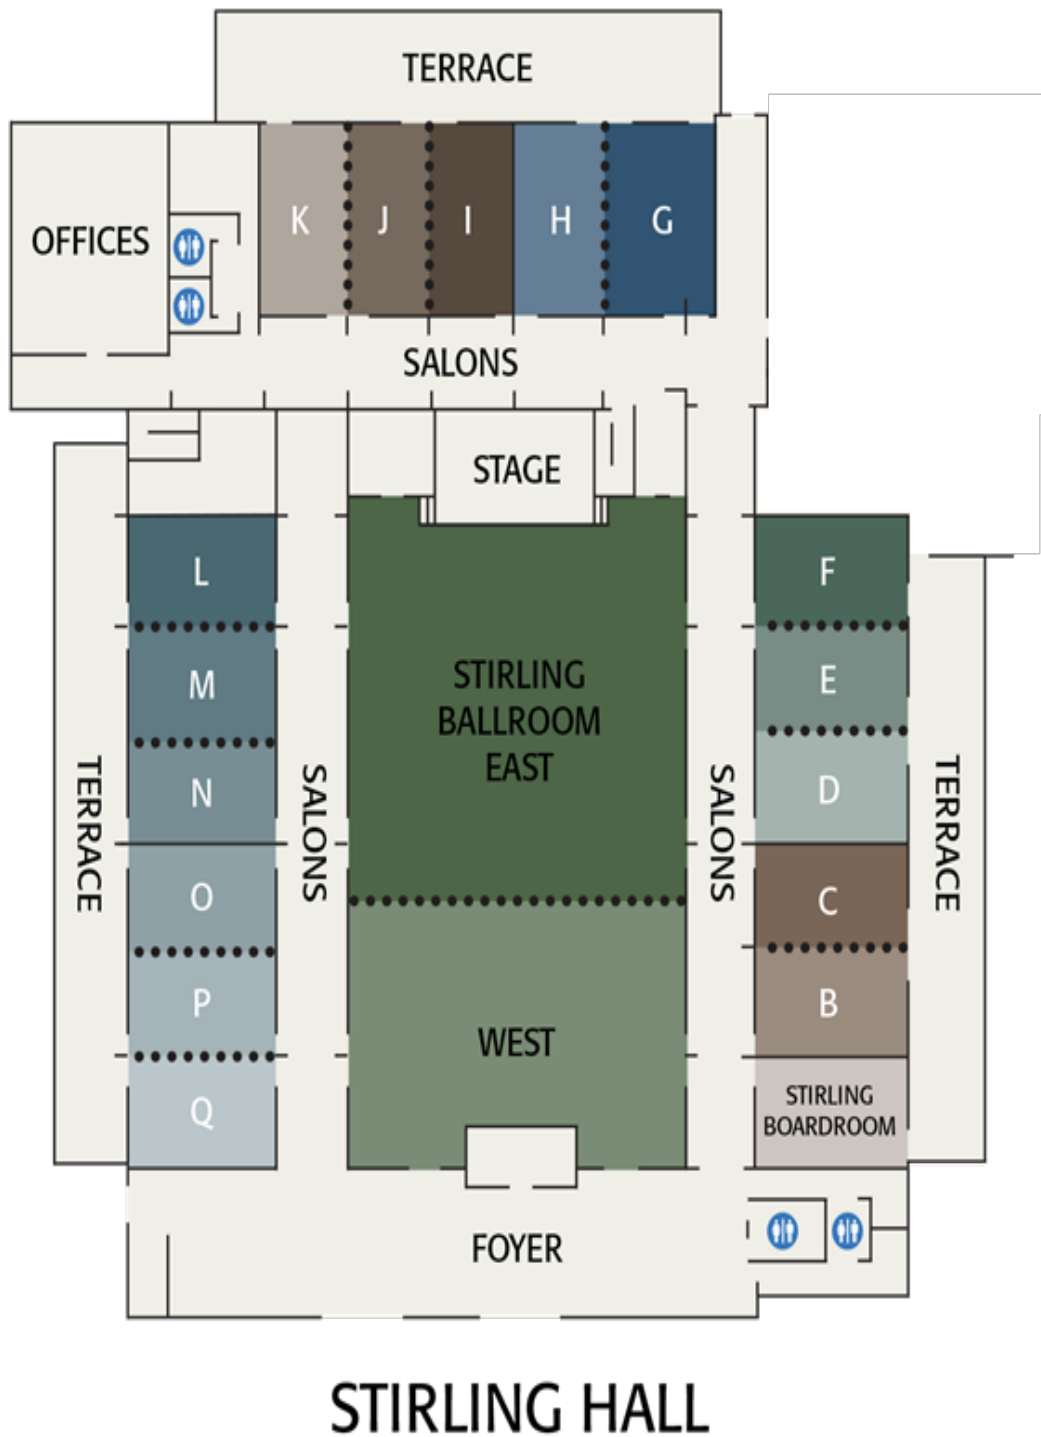 TERRACE
OFFICES
K
J
I
H
G
SALONS
STAGE
L
M
N
O
P
Q
TERRACE
SALONS
STIRLING
BALLROOM
EAST
WEST
SALONS
F
E
D
C
B
STIRLING
BOARDROOM
TERRACE
FOYER
STIRLING HALL